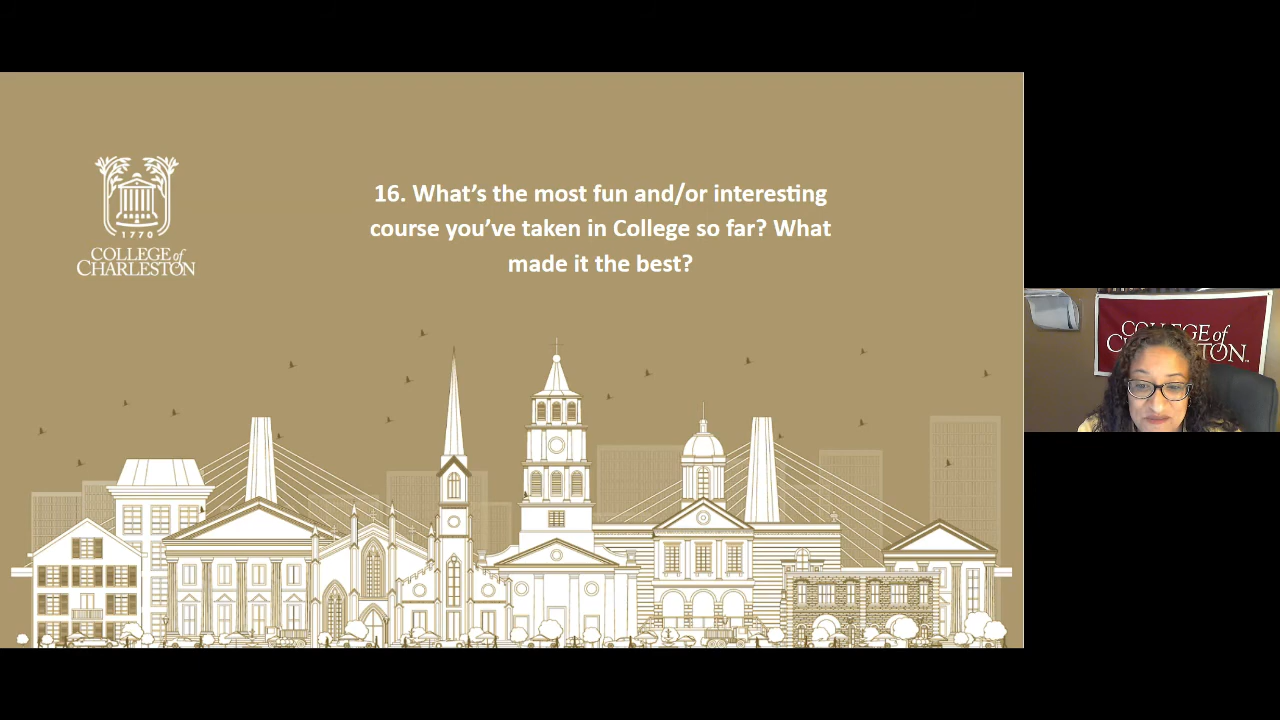 16. What's the most fun and/or interesting
course you've taken in College so far? What
made it the best?
1770
COLLEGE of
CHARLESTON
COLLEGE of
CHARLESTON